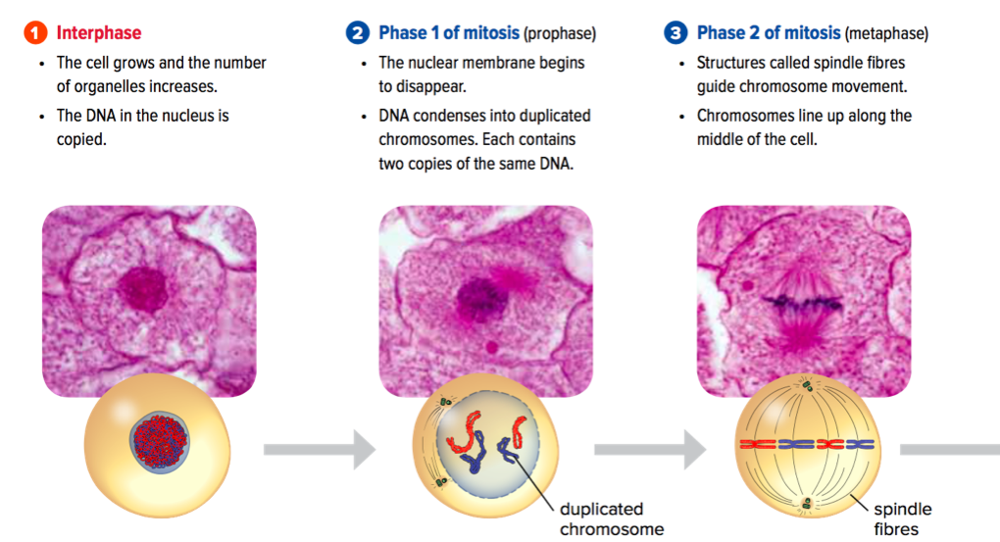 1 Interphase
• The cell grows and the number
of organelles increases.
• The DNA in the nucleus is
copied.
2 Phase 1 of mitosis (prophase)
• The nuclear membrane begins
to disappear.
• DNA condenses into duplicated
chromosomes. Each contains
two copies of the same DNA.
3 Phase 2 of mitosis (metaphase)
• Structures called spindle fibres
guide chromosome movement.
• Chromosomes line up along the
middle of the cell.
duplicated
chromosome
spindle
fibres